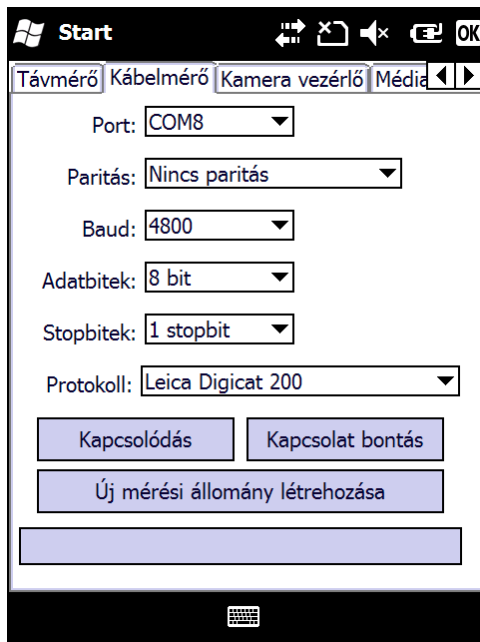 Start
OK
Távmérő Kábelmérő Kamera vezérlő Média
Port: COM8
Paritás: Nincs paritás
Baud: 4800
Adatbitek: 8 bit
Stopbitek: 1 stopbit
Protokoll: Leica Digicat 200
Kapcsolódás Kapcsolat bontás
Új mérési állomány létrehozása